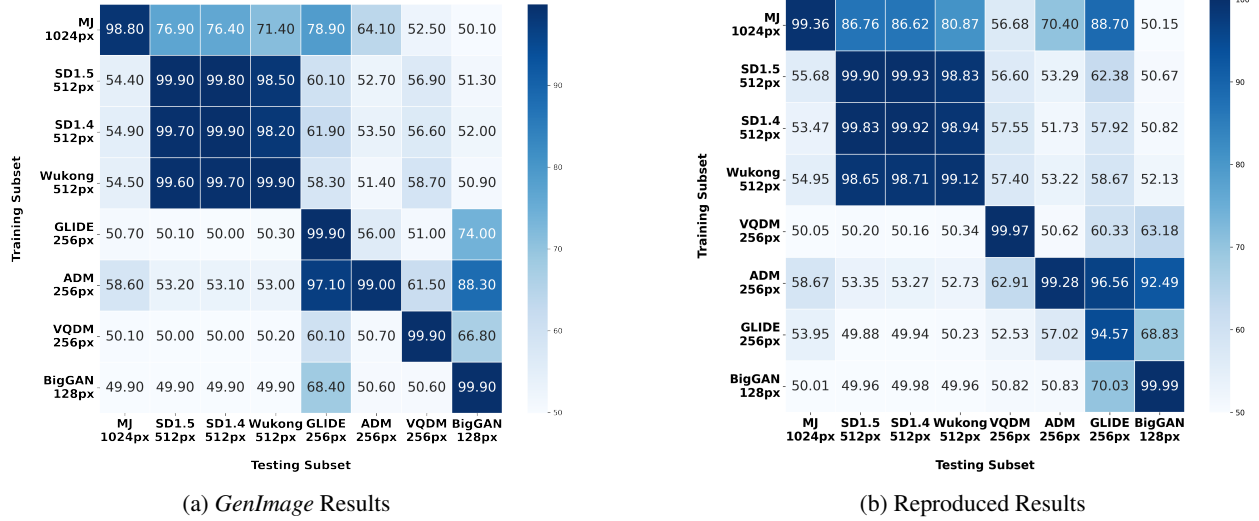 MJ 1024px 98.80 76.90 76.40 71.40 78.90 64.10 52.50 50.10
SD1.5 512px 54.40 99.90 99.80 98.50 60.10 52.70 56.90 51.30
SD1.4 512px 54.90 99.70 99.90 98.20 61.90 53.50 56.60 52.00
Wukong 512px 54.50 99.60 99.70 99.90 58.30 51.40 58.70 50.90
GLIDE 256px 50.70 50.10 50.00 50.30 99.90 56.00 51.00 74.00
ADM 256px 58.60 53.20 53.10 53.00 97.10 99.00 61.50 88.30
VQDM 256px 50.10 50.00 50.00 50.20 60.10 50.70 99.90 66.80
BigGAN 128px 49.90 49.90 49.90 49.90 68.40 50.60 50.60 99.90
MJ SD1.5 SD1.4 Wukong GLIDE ADM VQDM BigGAN
1024px 512px 512px 512px 256px 256px 256px 128px
Training Subset
Testing Subset
90
80
70
60
50
(a) GenImage Results
MJ 1024px 99.36 86.76 86.62 80.87 56.68 70.40 88.70 50.15
SD1.5 512px 55.68 99.90 99.93 98.83 56.60 53.29 62.38 50.67
SD1.4 512px 53.47 99.83 99.92 98.94 57.55 51.73 57.92 50.82
Wukong 512px 54.95 98.65 98.71 99.12 57.40 53.22 58.67 52.13
VQDM 256px 50.05 50.20 50.16 50.34 99.97 50.62 60.33 63.18
ADM 256px 58.67 53.35 53.27 52.73 62.91 99.28 96.56 92.49
GLIDE 256px 53.95 49.88 49.94 50.23 52.53 57.02 94.57 68.83
BigGAN 128px 50.01 49.96 49.98 49.96 50.82 50.83 70.03 99.99
MJ SD1.5 SD1.4 Wukong VQDM ADM GLIDE BigGAN
1024px 512px 512px 512px 256px 256px 256px 128px
Training Subset
Testing Subset
90
80
70
60
50
(b) Reproduced Results